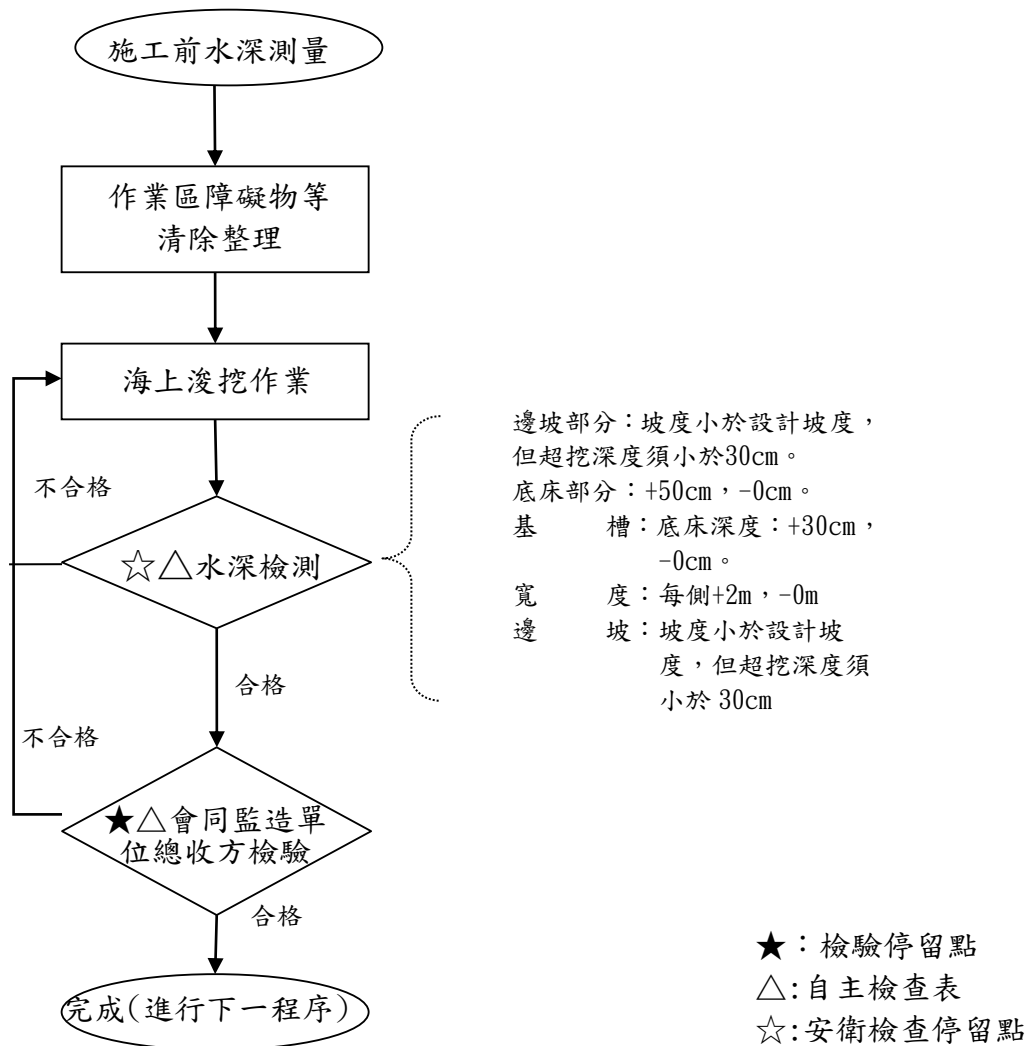 施工前水深測量
作業區障礙物等
清除整理
海上浚挖作業
不合格
☆△水深檢測
邊坡部分：坡度小於設計坡度，
但超挖深度須小於30cm。
底床部分：+50cm，-0cm。
基　　槽：底床深度：+30cm，
-0cm。
寬　　度：每側+2m，-0m
邊　　坡：坡度小於設計坡
度，但超挖深度須
小於 30cm
合格
不合格
★△會同監造單
位總收方檢驗
合格
完成(進行下一程序)
★：檢驗停留點
△:自主檢查表
☆:安衛檢查停留點